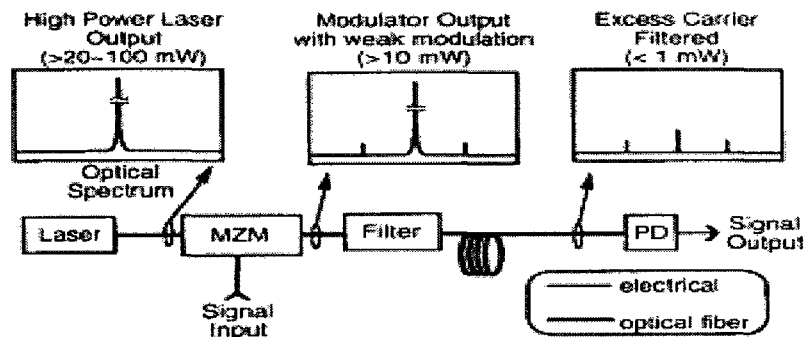 High Power Laser
Output
(>20-100 mW)
Modulator Output
with weak modulation
(>10 mW)
Excess Carrier
Filtered
(< 1 mW)
Optical
Spectrum
Laser
MZM
Filter
PD
Signal
Output
Signal
Input
electrical
optical fiber